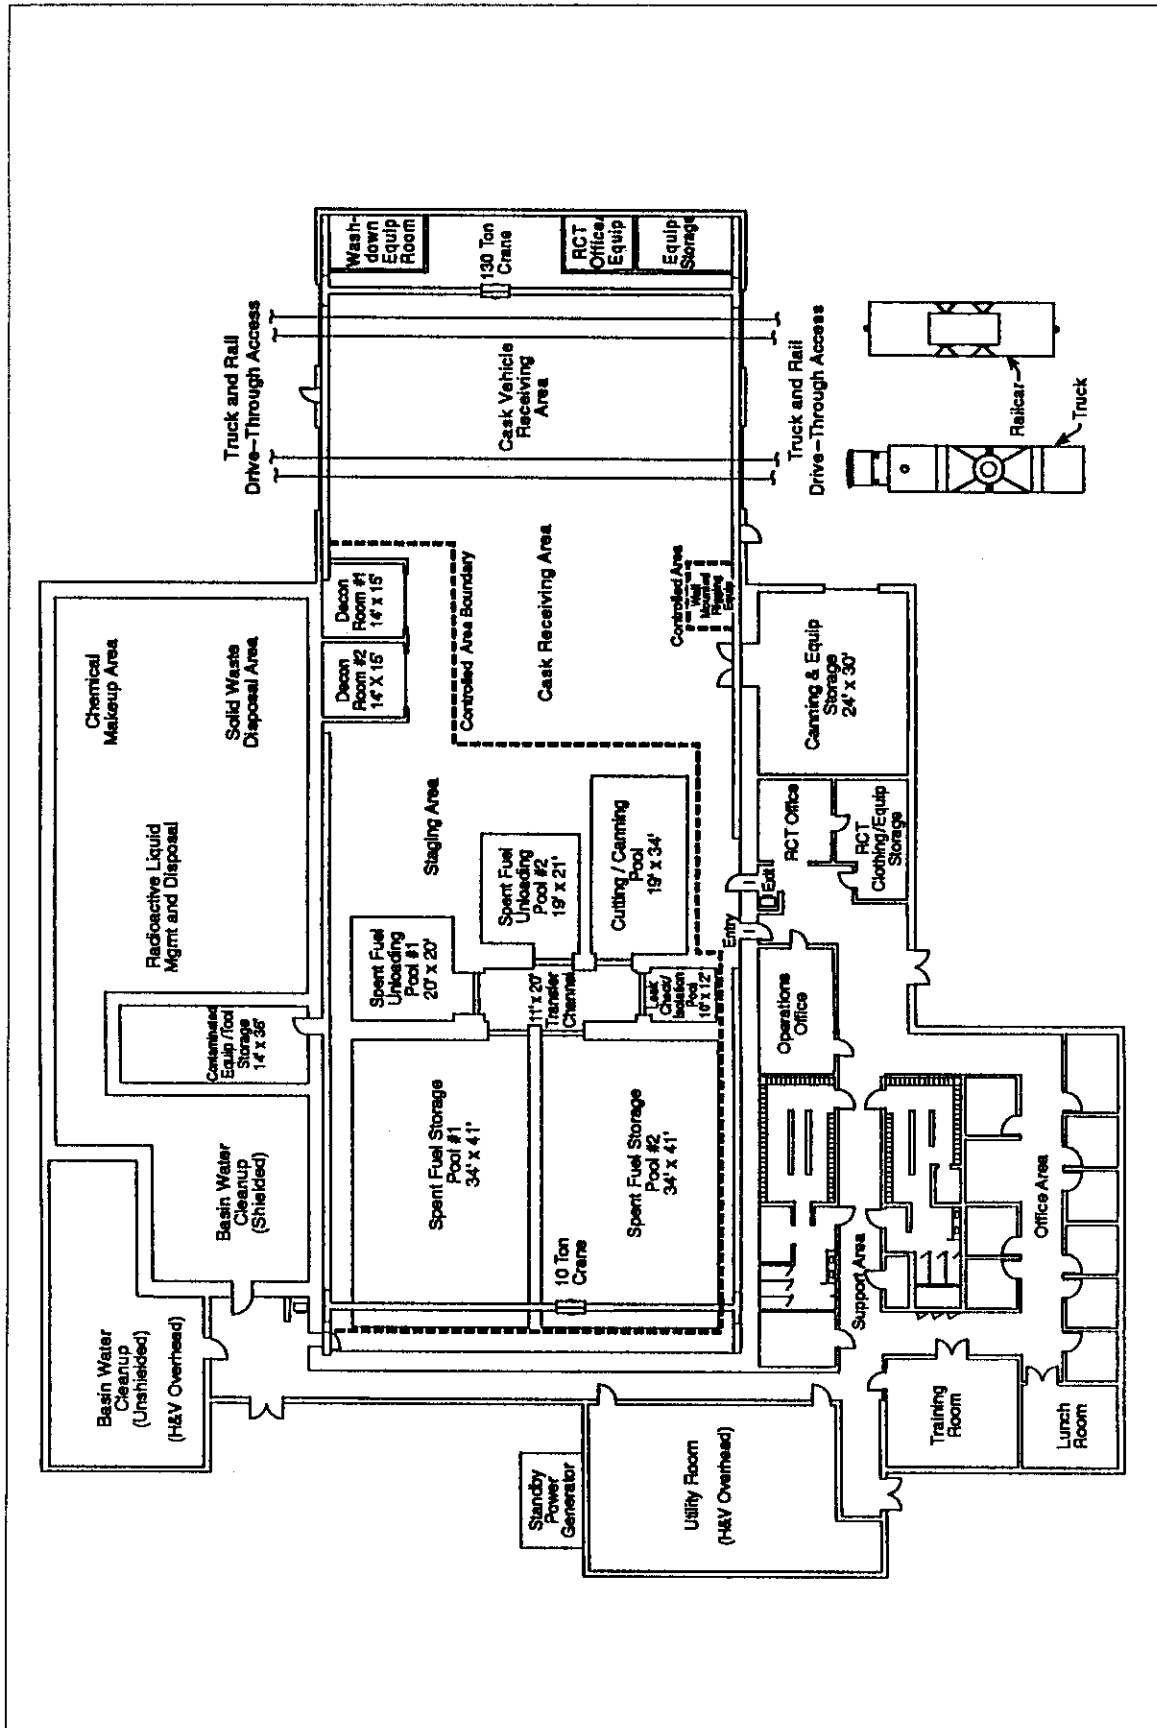 Wash-
down
Equip
Room
130 Ton
Crane
RCT
Office/
Equip
Equip
Storage
Truck and Rail
Drive-Through Access
Cask Vehicle
Receiving
Area
Truck and Rail
Drive-Through Access
Railcar
Truck
Chemical
Makeup Area
Solid Waste
Disposal Area
Decon
Room #1
14' x 15'
Decon
Room #2
14' X 15'
Controlled Area Boundary
Cask Receiving Area
Controlled Area
Wall
Mounted
Rigging
Equip
Canning & Equip
Storage
24' x 30'
Radioactive Liquid
Mgmt and Disposal
Staging Area
Spent Fuel
Unloading
Pool #1
20' x 20'
Spent Fuel
Unloading
Pool #2
19' x 21'
Cutting / Canning
Pool
19' x 34'
RCT Office
RCT
Clothing/Equip
Storage
Exit
Entry
Contaminated
Equip / Tool
Storage
14' x 36'
11' x 20'
Transfer
Channel
Leak
Check/
Isolation
Pool
10' x 12'
Operations
Office
Basin Water
Cleanup
(Shielded)
Spent Fuel Storage
Pool #1
34' x 41'
Spent Fuel Storage
Pool #2
34' x 41'
10 Ton
Crane
Support Area
Office Area
Basin Water
Cleanup
(Unshielded)
(H&V Overhead)
Standby
Power
Generator
Utility Room
(H&V Overhead)
Training
Room
Lunch
Room